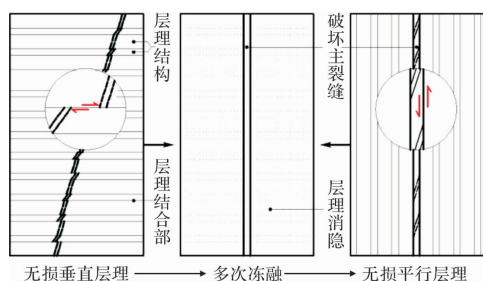 层理结构
层理结合部
破坏主裂缝
层理消隐
无损垂直层理
多次冻融
无损平行层理